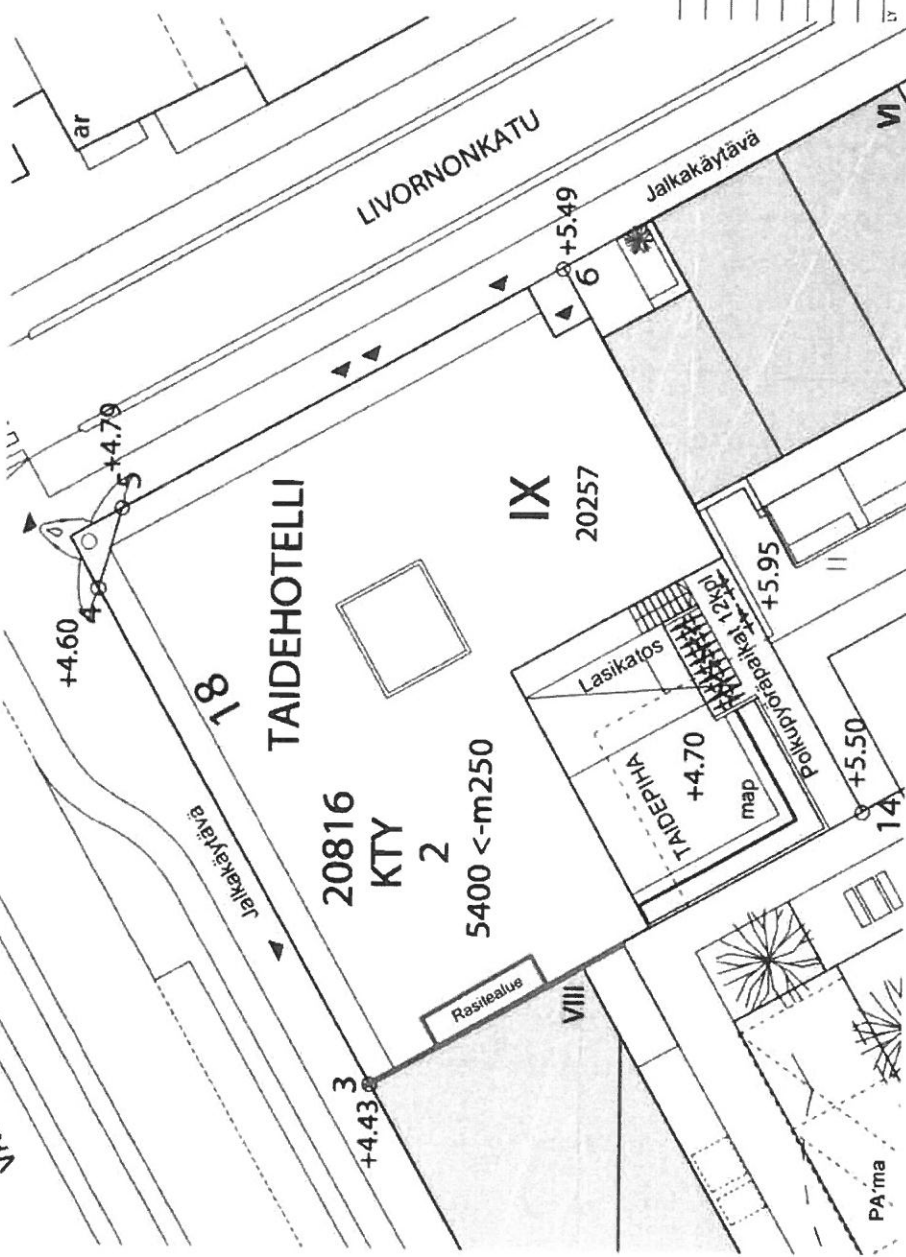 ar
LIVORNONKATU
Jalkakäytävä
VI
+5.49
6
+4.79
5
+4.60
4
18
TAIDEHOTELLI
IX
20257
Jalkakäytävä
20816
KTY
2
5400 <-m250
Lasikatos
TAIDEPIHA
+4.70
map
Polkupyöräpaikat 12kpl
+5.95
II
+5.50
14
Rasitealue
VIII
3
+4.43
PA'ma
LY